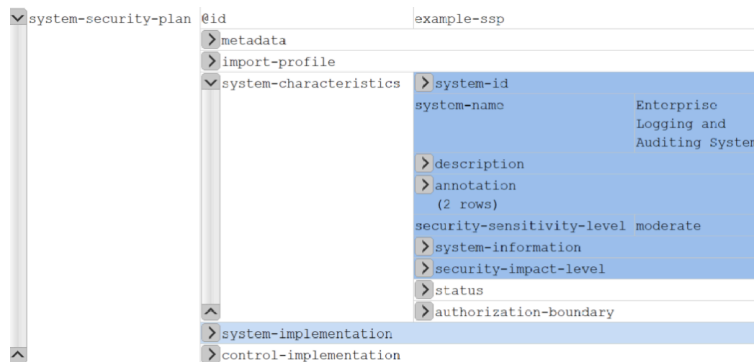 system-security-plan @id example-ssp
metadata
import-profile
system-characteristics system-id
system-name Enterprise
Logging and
Auditing System
description
annotation
(2 rows)
security-sensitivity-level moderate
system-information
security-impact-level
status
authorization-boundary
system-implementation
control-implementation